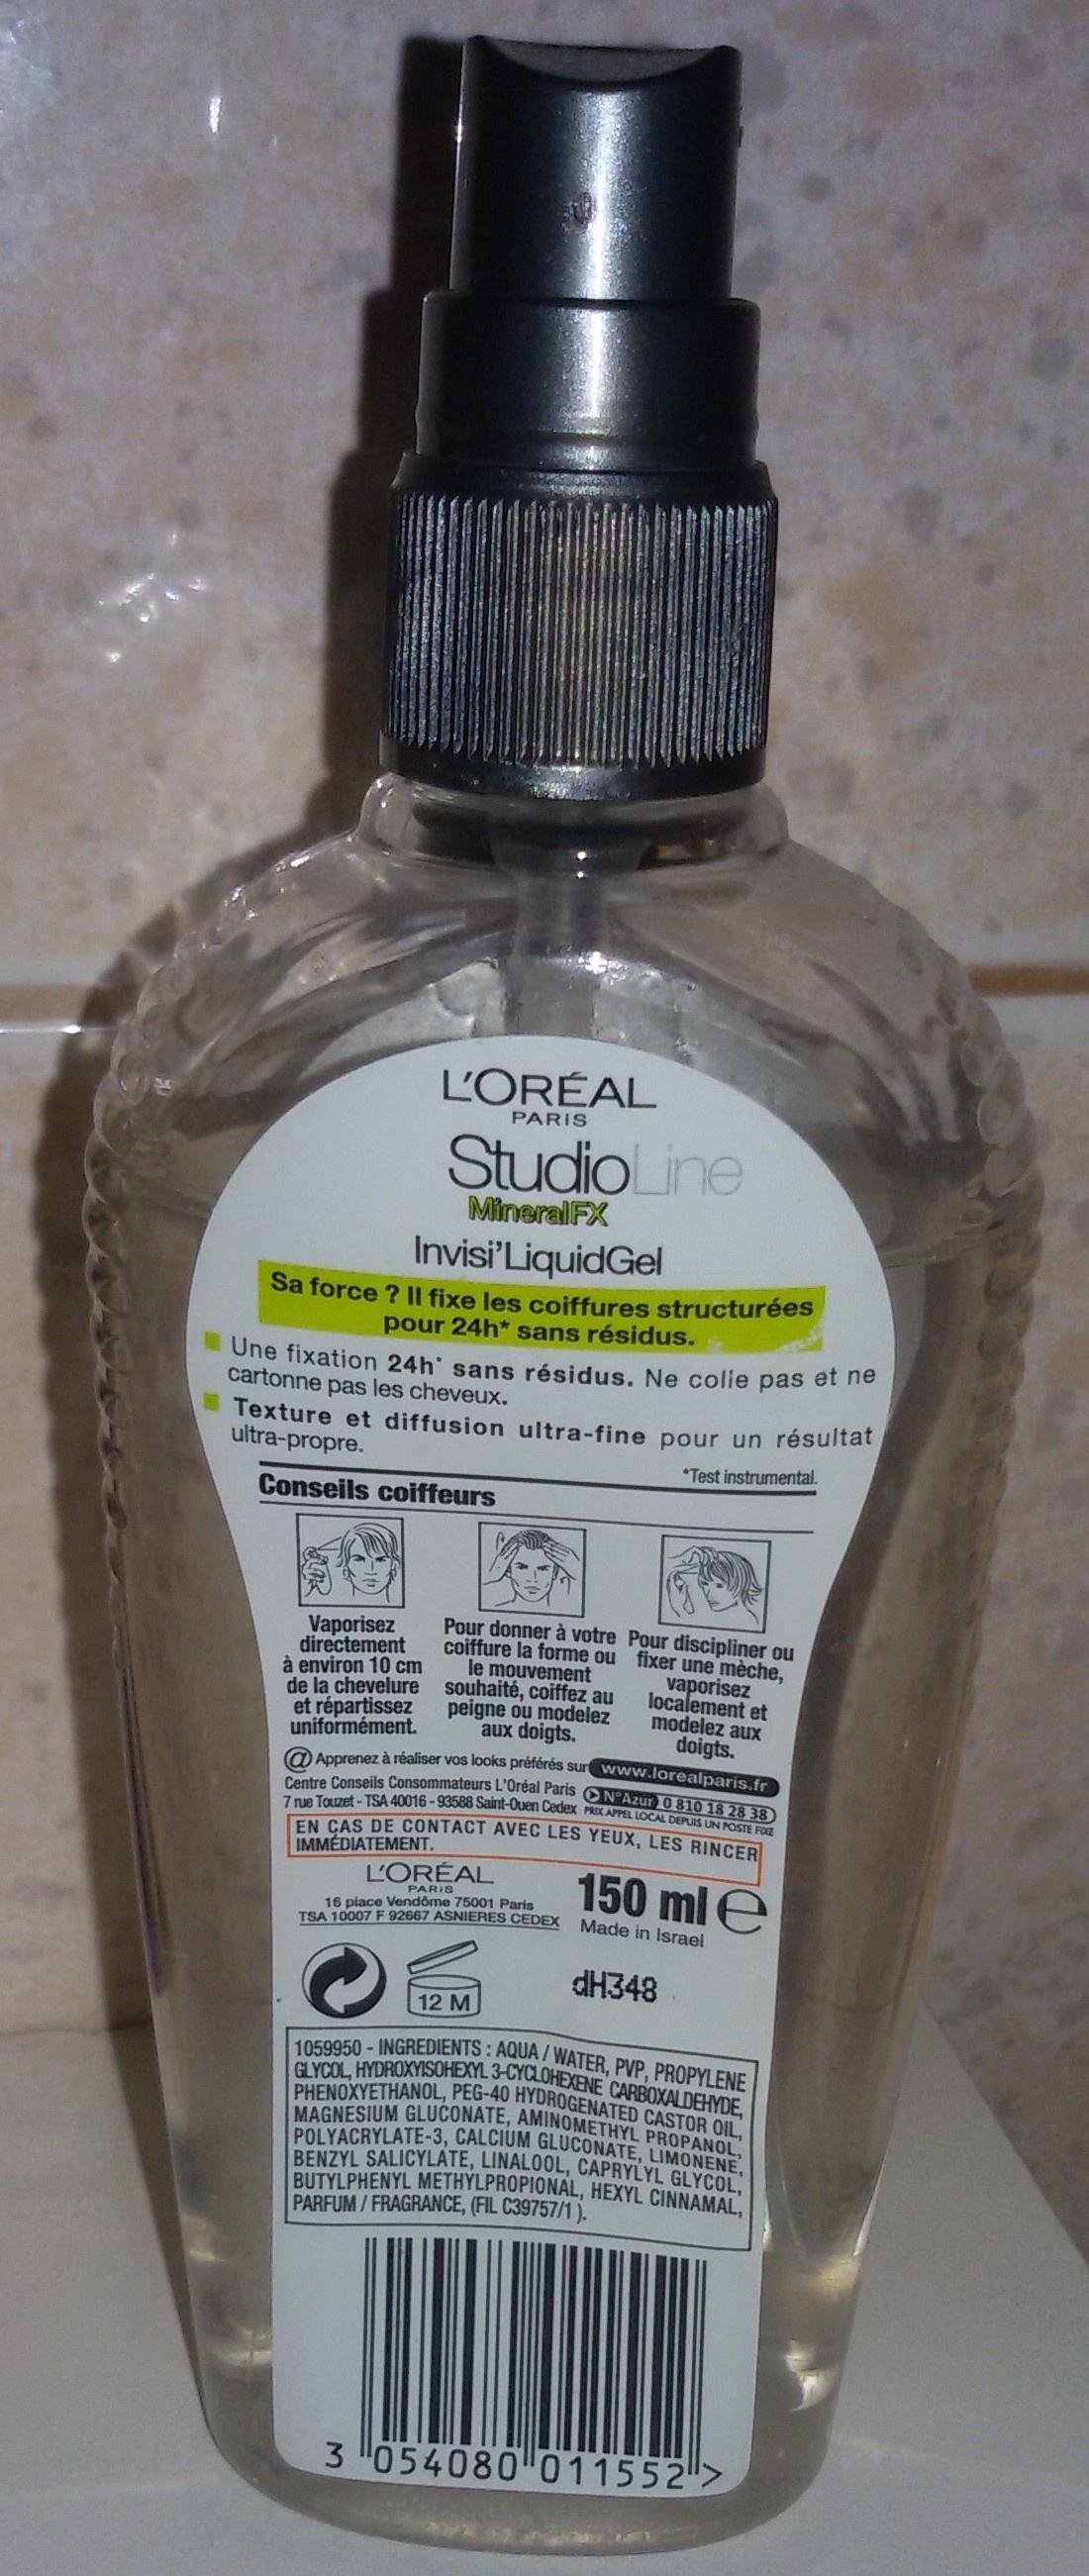 L'ORÉAL
PARIS
StudioLine
MineralFX
Invisi'LiquidGel
Sa force ? Il fixe les coiffures structurées
pour 24h* sans résidus.
Une fixation 24h* sans résidus. Ne colle pas et ne
cartonne pas les cheveux.
Texture et diffusion ultra-fine pour un résultat
ultra-propre.
*Test instrumental.
Conseils coiffeurs
Vaporisez
directement
à environ 10 cm
de la chevelure
et répartissez
uniformément.
Pour donner à votre
coiffure la forme ou
le mouvement
souhaité, coiffez au
peigne ou modelez
aux doigts.
Pour discipliner ou
fixer une mèche,
vaporisez
localement et
modelez aux
doigts.
@ Apprenez à réaliser vos looks préférés sur www.lorealparis.fr
Centre Conseils Consommateurs L'Oréal Paris N°Azur 0 810 18 28 38
7 rue Touzet - TSA 40016 - 93588 Saint-Ouen Cedex PRIX APPEL LOCAL DEPUIS UN POSTE FIXE
EN CAS DE CONTACT AVEC LES YEUX, LES RINCER
IMMÉDIATEMENT.
L'ORÉAL
PARIS
16 place Vendôme 75001 Paris
TSA 10007 F 92667 ASNIERES CEDEX
150 ml e
Made in Israel
12 M
dH348
1059950 - INGREDIENTS : AQUA / WATER, PVP, PROPYLENE
GLYCOL, HYDROXYISOHEXYL 3-CYCLOHEXENE CARBOXALDEHYDE,
PHENOXYETHANOL, PEG-40 HYDROGENATED CASTOR OIL,
MAGNESIUM GLUCONATE, AMINOMETHYL PROPANOL,
POLYACRYLATE-3, CALCIUM GLUCONATE, LIMONENE,
BENZYL SALICYLATE, LINALOOL, CAPRYLYL GLYCOL,
BUTYLPHENYL METHYLPROPIONAL, HEXYL CINNAMAL,
PARFUM / FRAGRANCE, (FIL C39757/1 ).
3 054080 011552 >